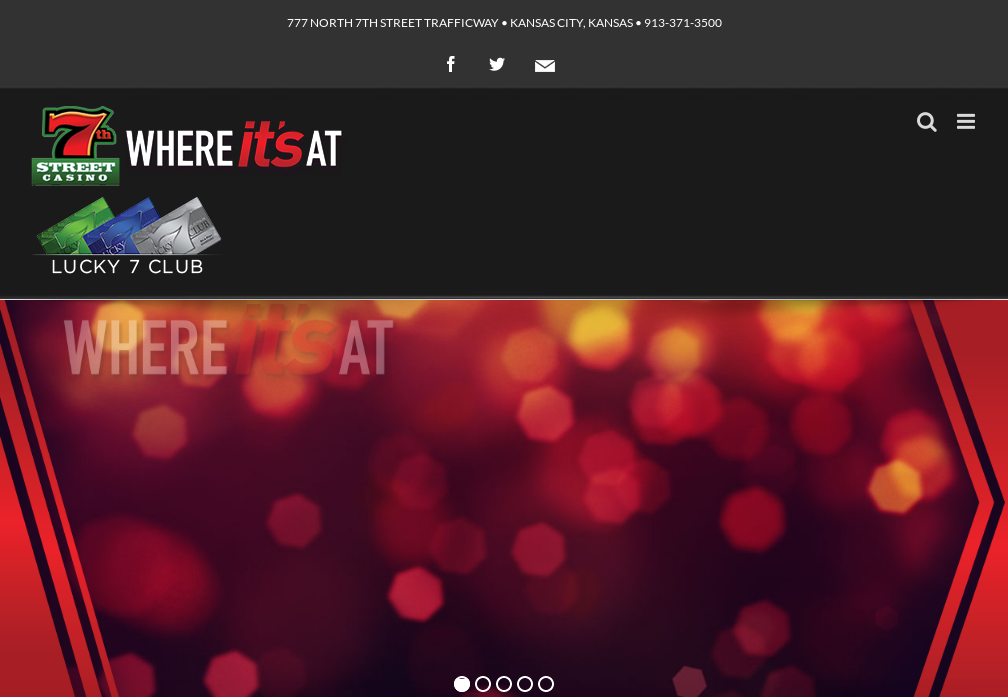 777 NORTH 7TH STREET TRAFFICWAY • KANSAS CITY, KANSAS • 913-371-3500
7th
STREET
CASINO
WHERE it's AT
LUCKY 7 CLUB
WHERE it's AT